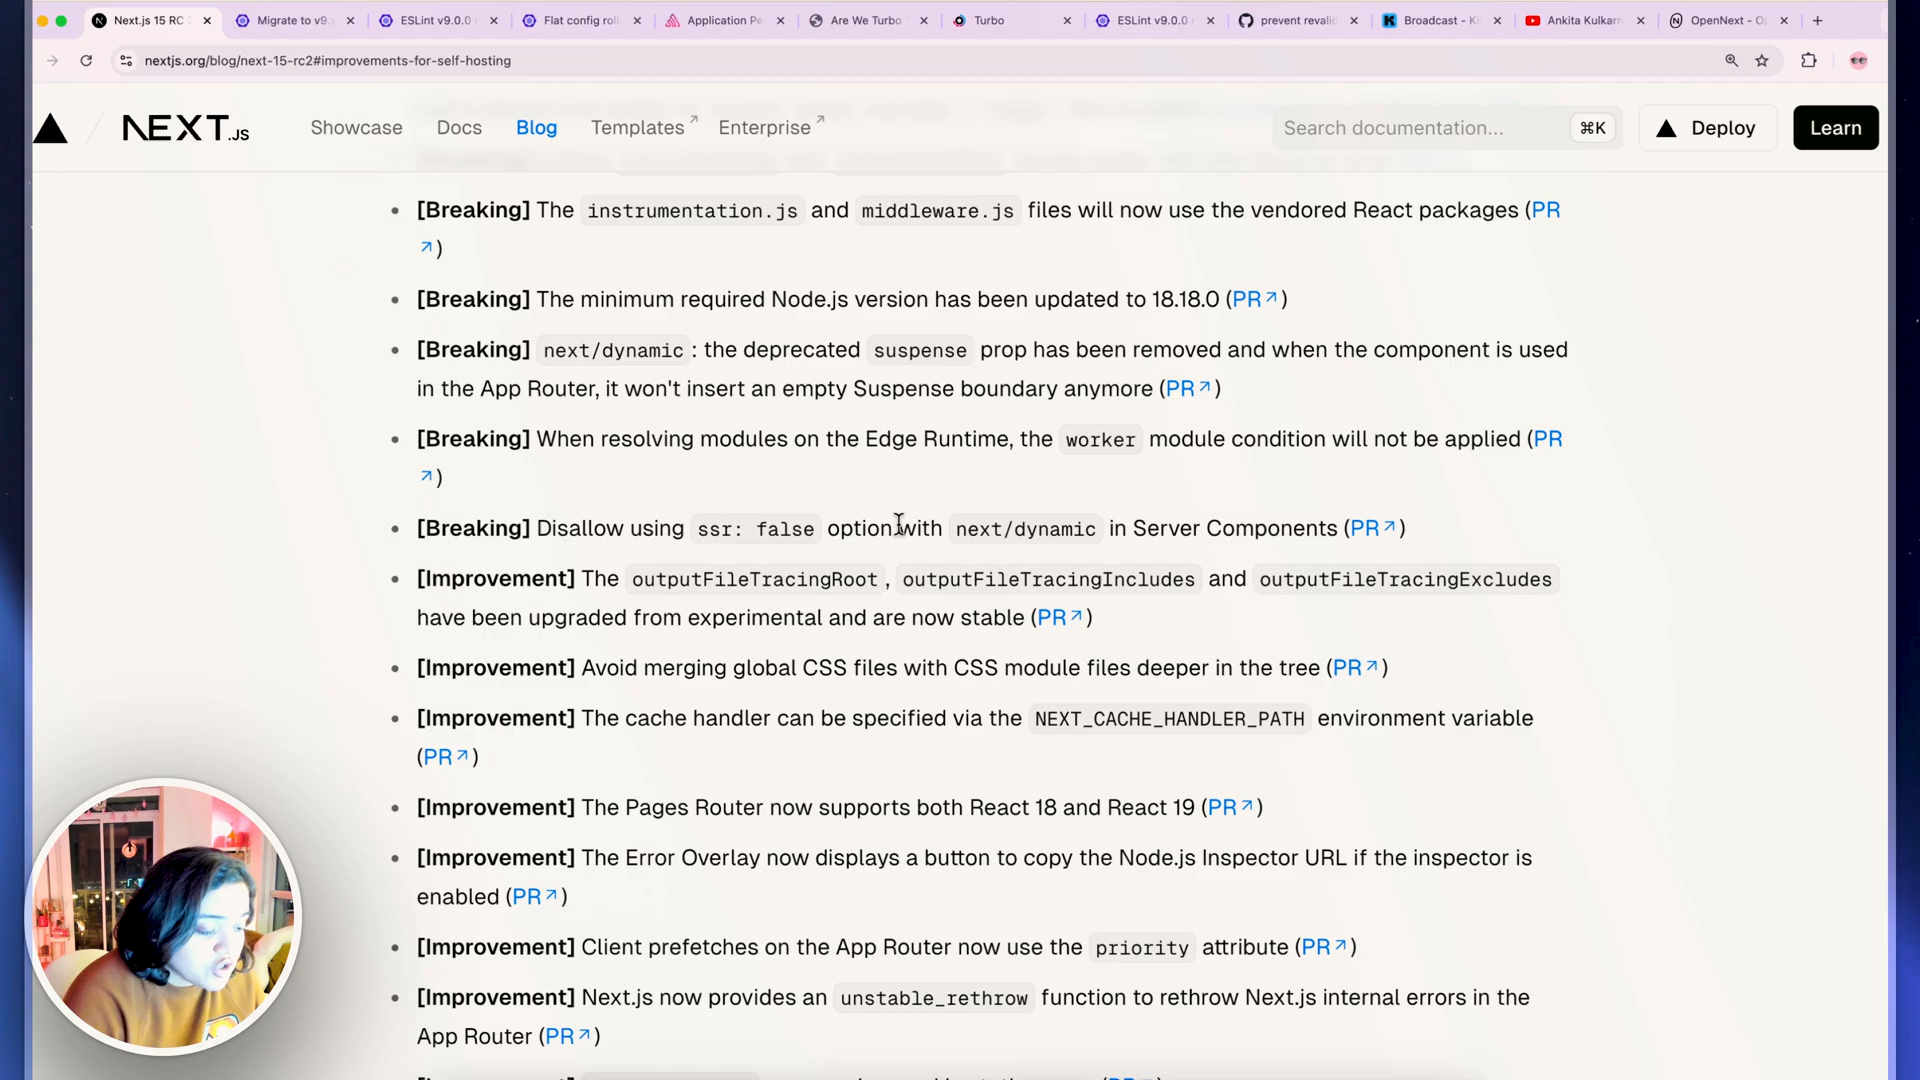 Next.js 15 RC
Migrate to v9.
ESLint v9.0.0
Flat config roll
Application Pe
Are We Turbo
Turbo
ESLint v9.0.0
prevent revalid
Broadcast - Ki
Ankita Kulkarn
OpenNext - O
nextjs.org/blog/next-15-rc2#improvements-for-self-hosting
NEXT.JS
Showcase
Docs
Blog
Templates
Enterprise
Search documentation...
⌘K
Deploy
Learn
[Breaking] The instrumentation.js and middleware.js files will now use the vendored React packages (PR
↗)
[Breaking] The minimum required Node.js version has been updated to 18.18.0 (PR↗)
[Breaking] next/dynamic: the deprecated suspense prop has been removed and when the component is used
in the App Router, it won't insert an empty Suspense boundary anymore (PR↗)
[Breaking] When resolving modules on the Edge Runtime, the worker module condition will not be applied (PR
↗)
[Breaking] Disallow using ssr: false option with next/dynamic in Server Components (PR↗)
[Improvement] The outputFileTracingRoot, outputFileTracingIncludes and outputFileTracingExcludes
have been upgraded from experimental and are now stable (PR↗)
[Improvement] Avoid merging global CSS files with CSS module files deeper in the tree (PR↗)
[Improvement] The cache handler can be specified via the NEXT_CACHE_HANDLER_PATH environment variable
(PR↗)
[Improvement] The Pages Router now supports both React 18 and React 19 (PR↗)
[Improvement] The Error Overlay now displays a button to copy the Node.js Inspector URL if the inspector is
enabled (PR↗)
[Improvement] Client prefetches on the App Router now use the priority attribute (PR↗)
[Improvement] Next.js now provides an unstable_rethrow function to rethrow Next.js internal errors in the
App Router (PR↗)